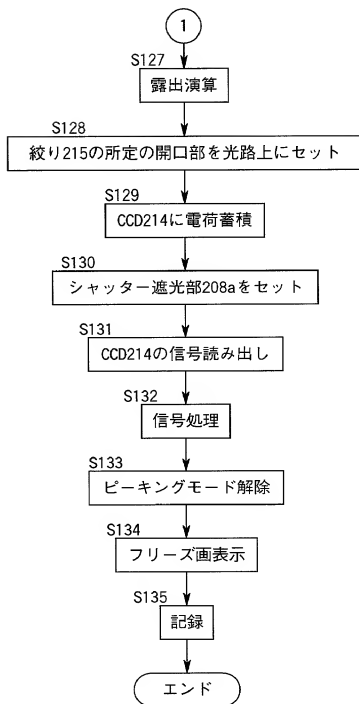 1
S127
露出演算
S128
絞り215の所定の開口部を光路上にセット
S129
CCD214に電荷蓄積
S130
シャッター遮光部208aをセット
S131
CCD214の信号読み出し
S132
信号処理
S133
ピーキングモード解除
S134
フリーズ画表示
S135
記録
エンド